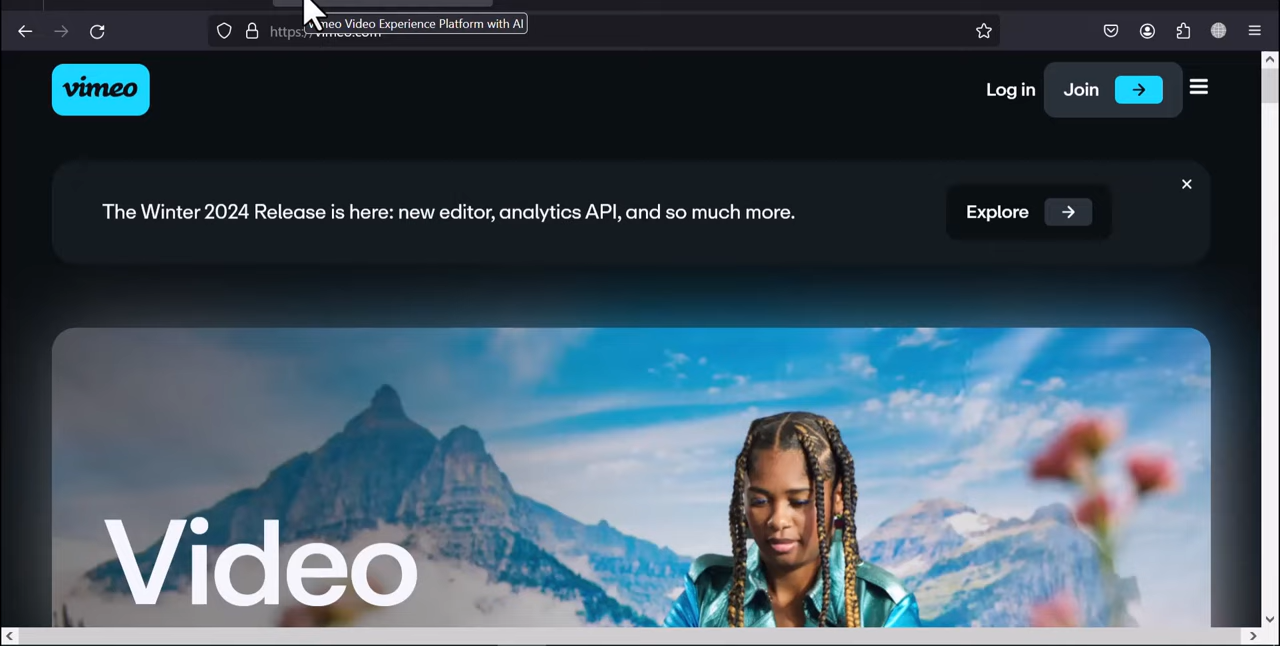 Vimeo Video Experience Platform with AI
vimeo
Log in
Join
The Winter 2024 Release is here: new editor, analytics API, and so much more.
Explore
Video